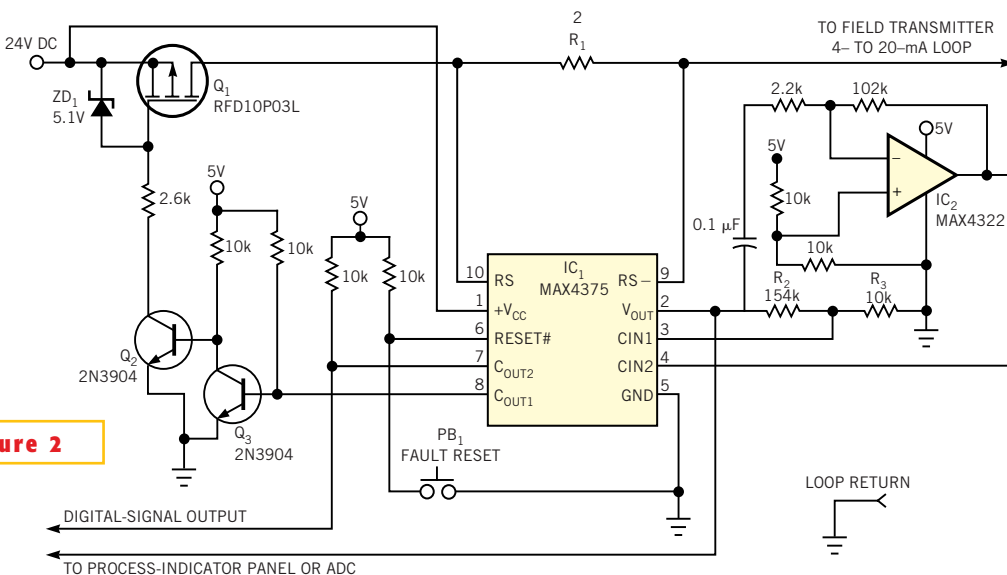 24V DC
ZD1
5.1V
Q1
RFD10P03L
2
R1
TO FIELD TRANSMITTER
4– TO 20–mA LOOP
2.2k
102k
5V
–
+
IC2
MAX4322
5V
10k
10k
0.1 µF
R2
154k
R3
10k
2.6k
5V
10k
10k
5V
10k
10k
IC1
MAX4375
10 RS
1 +VCC
6 RESET#
7 COUT2
8 COUT1
RS– 9
VOUT 2
CIN1 3
CIN2 4
GND 5
Q2
2N3904
Q3
2N3904
ure 2
PB1
FAULT RESET
LOOP RETURN
DIGITAL-SIGNAL OUTPUT
TO PROCESS-INDICATOR PANEL OR ADC